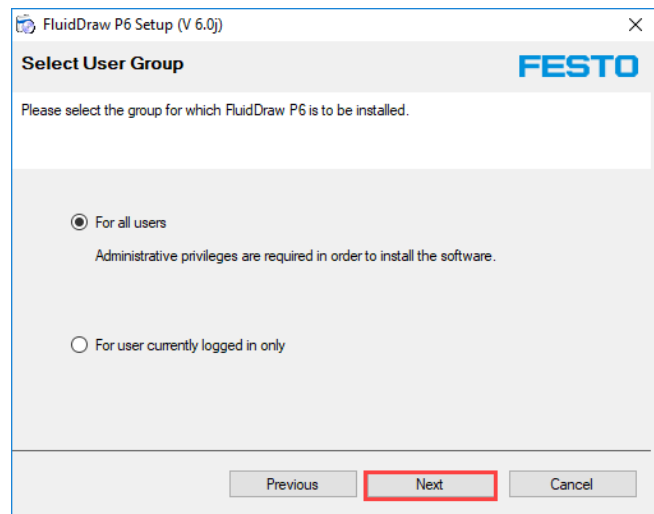 FluidDraw P6 Setup (V 6.0j)
Select User Group
FESTO
Please select the group for which FluidDraw P6 is to be installed.
For all users
Administrative privileges are required in order to install the software.
For user currently logged in only
Previous
Next
Cancel